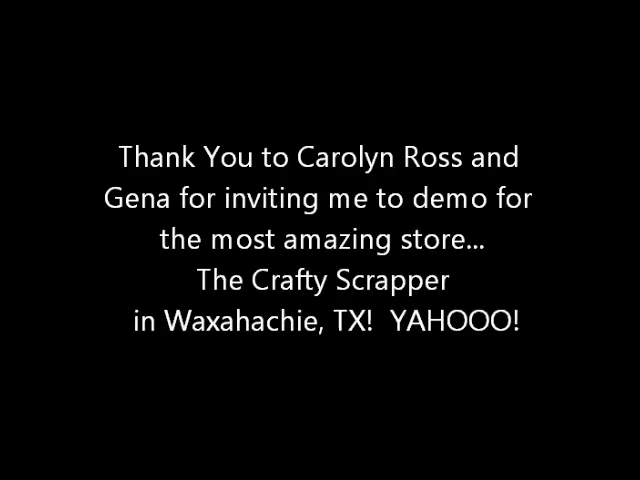 Thank You to Carolyn Ross and
Gena for inviting me to demo for
the most amazing store...
The Crafty Scrapper
in Waxahachie, TX!  YAHOOO!